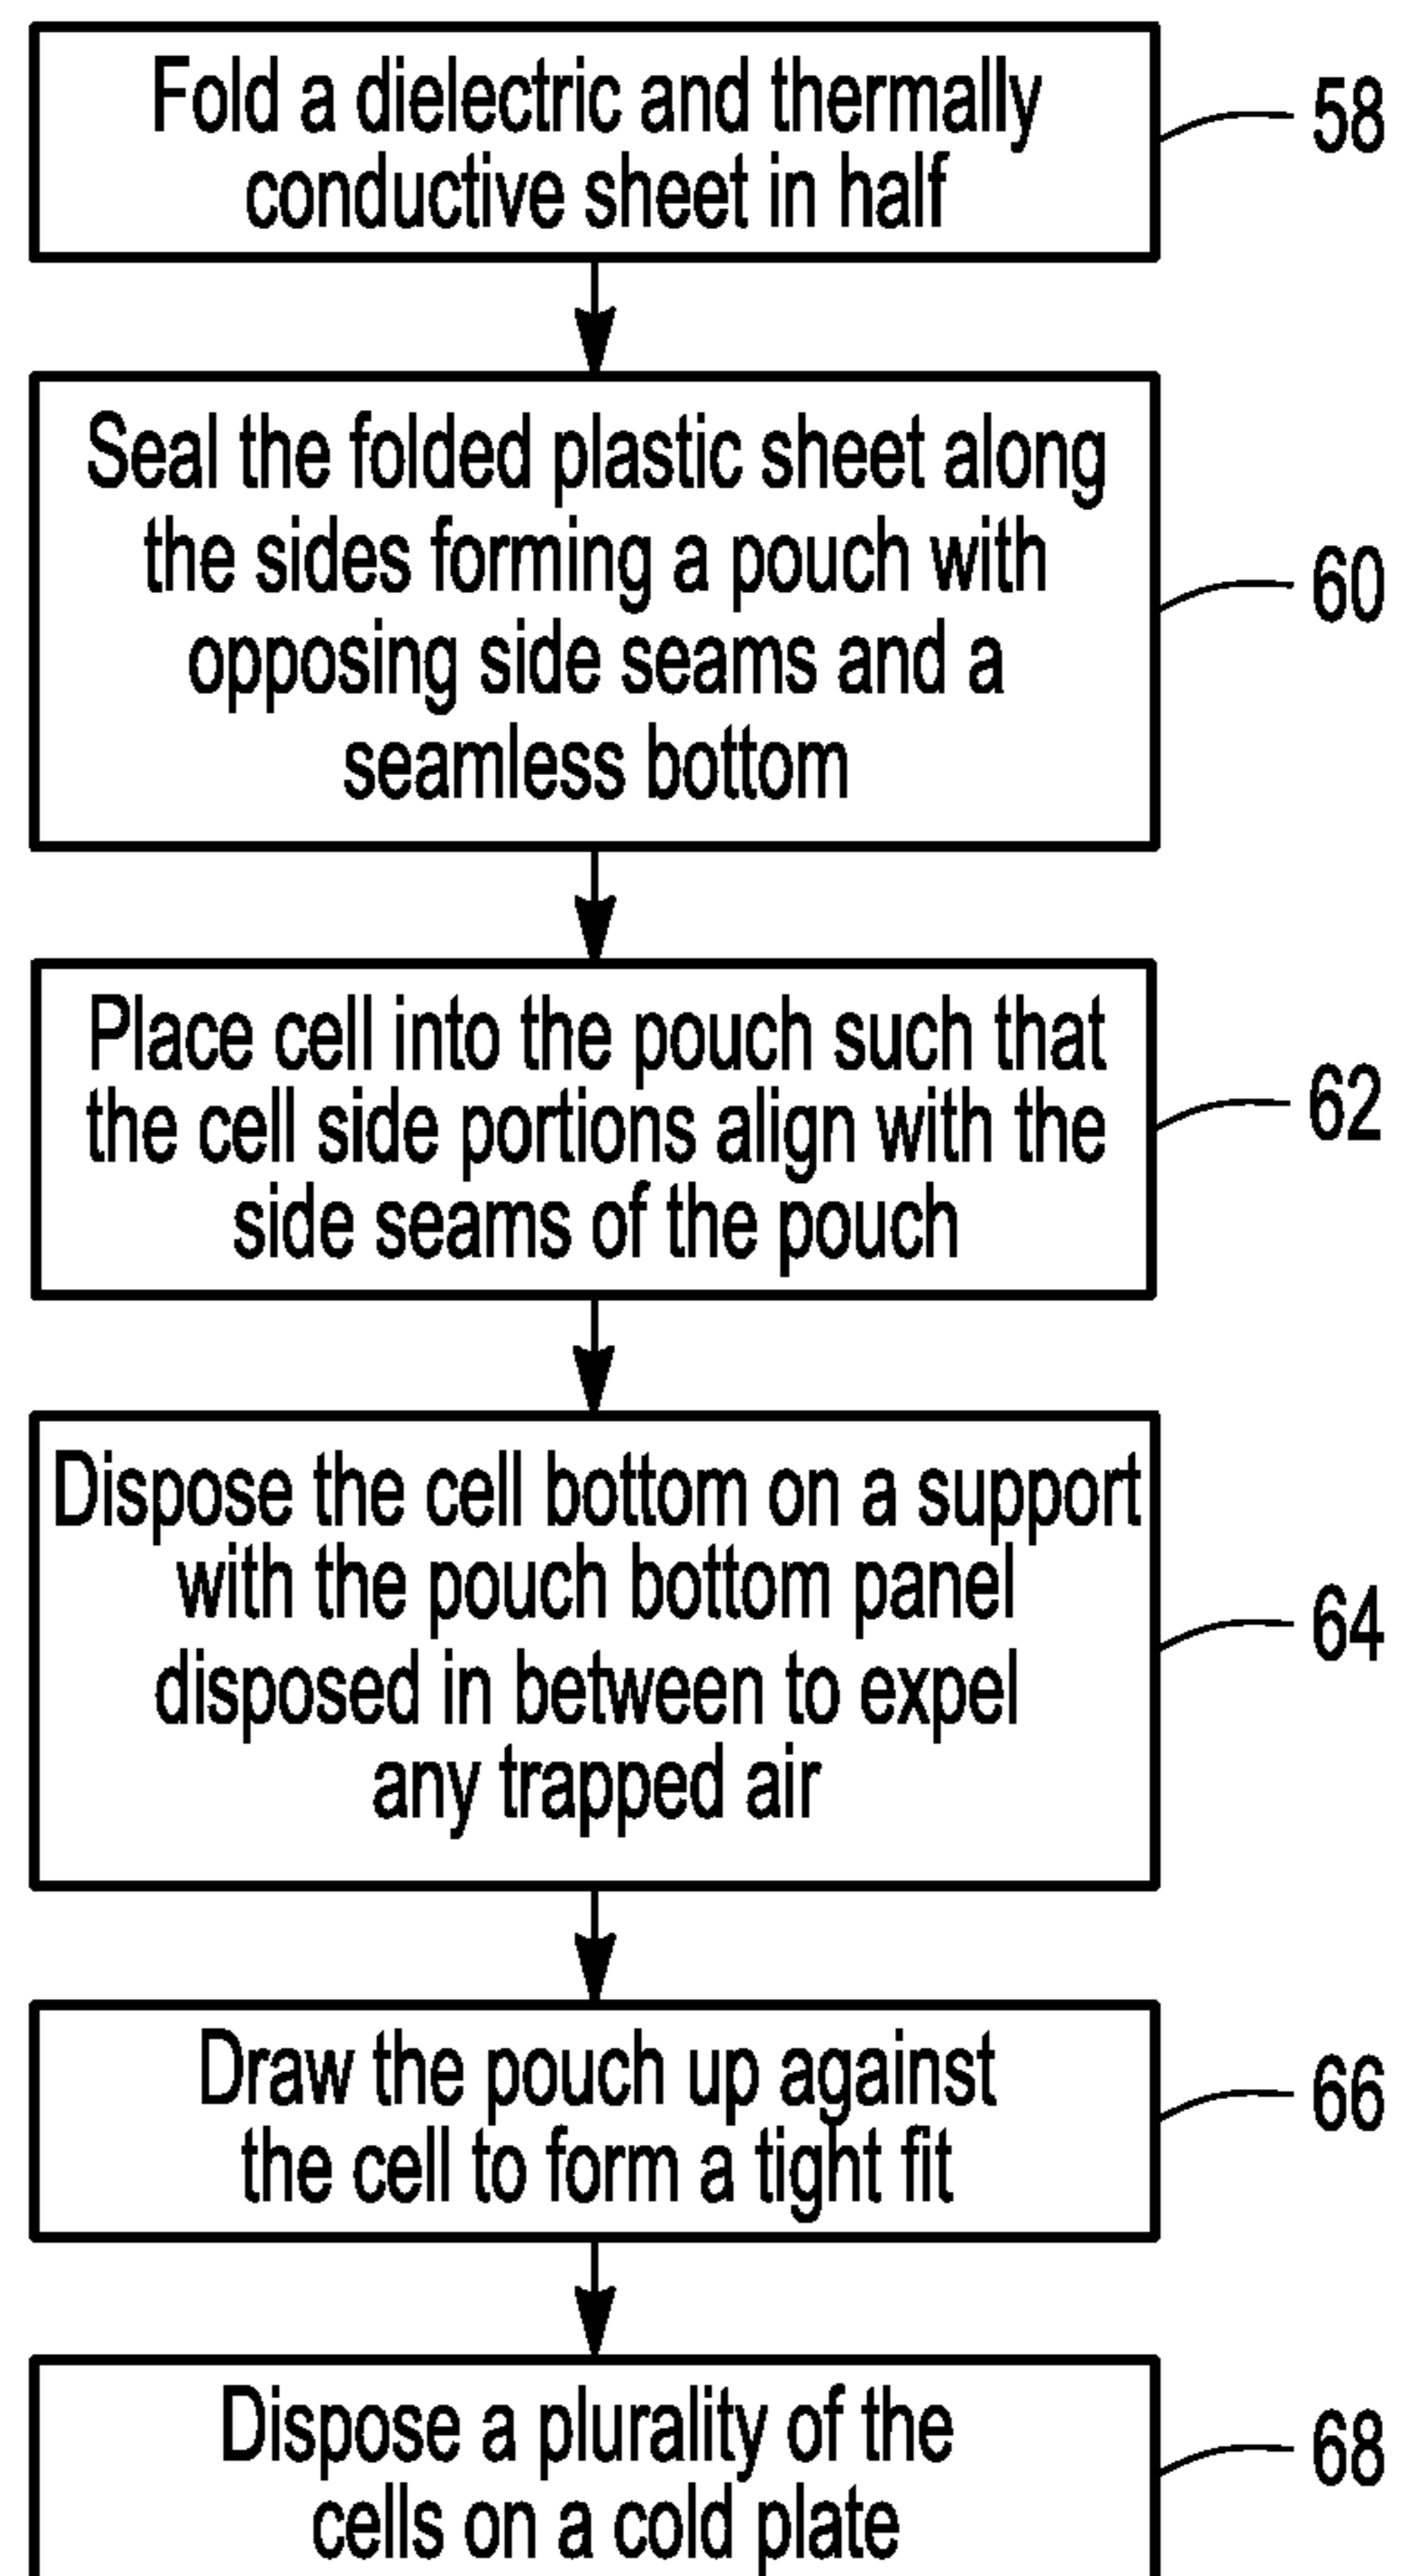 Fold a dielectric and thermally
conductive sheet in half
58
Seal the folded plastic sheet along
the sides forming a pouch with
opposing side seams and a
seamless bottom
60
Place cell into the pouch such that
the cell side portions align with the
side seams of the pouch
62
Dispose the cell bottom on a support
with the pouch bottom panel
disposed in between to expel
any trapped air
64
Draw the pouch up against
the cell to form a tight fit
66
Dispose a plurality of the
cells on a cold plate
68